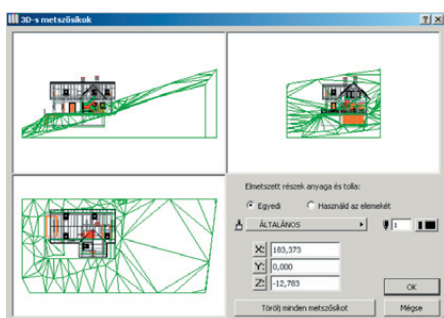 3D-s metszősíkok
Elmetszett részek anyaga és tolla:
Egyedi Használd az elemekét
ÁLTALÁNOS 1
X: 183,373
Y: 0,000
Z: -12,783
OK
Törölj minden metszősíkot Mégse